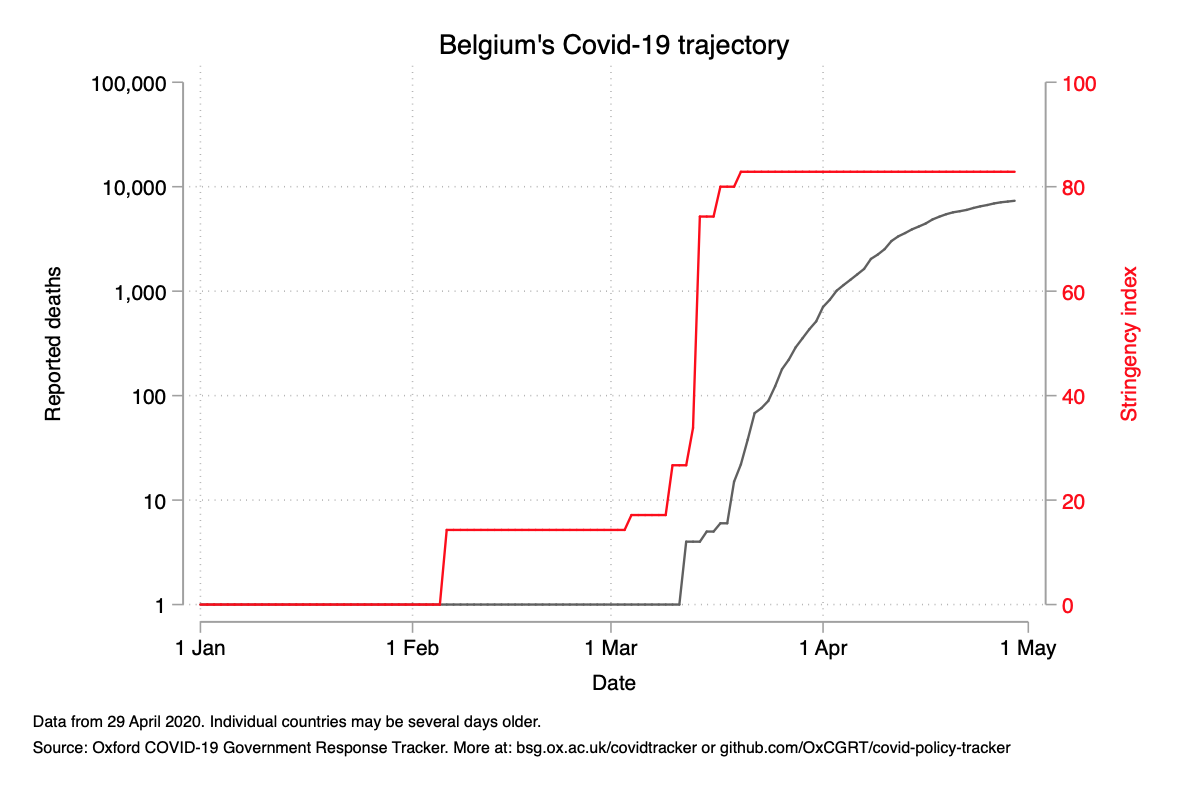 Belgium's Covid-19 trajectory
100,000
10,000
1,000
100
10
1
Reported deaths
100
80
60
40
20
0
Stringency index
1 Jan
1 Feb
1 Mar
1 Apr
1 May
Date
Data from 29 April 2020. Individual countries may be several days older.
Source: Oxford COVID-19 Government Response Tracker. More at: bsg.ox.ac.uk/covidtracker or github.com/OxCGRT/covid-policy-tracker